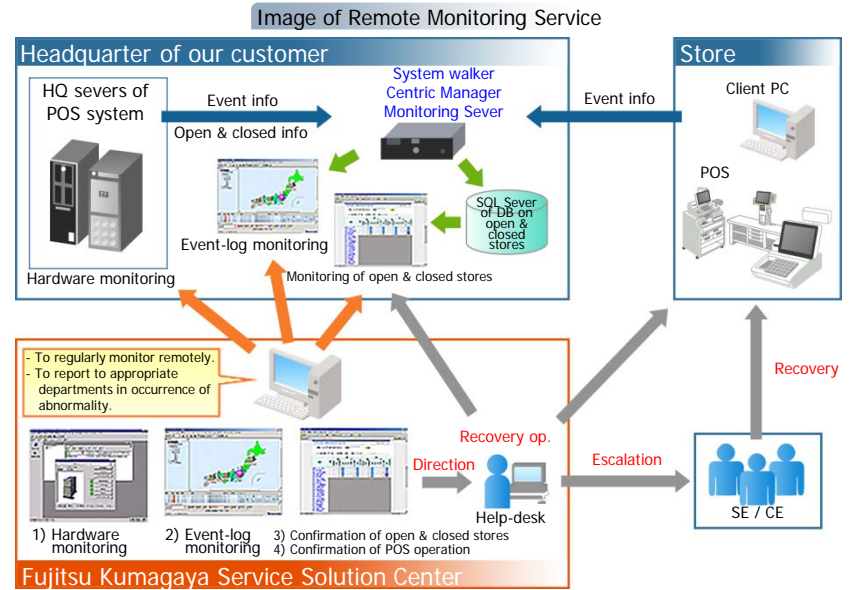 Image of Remote Monitoring Service
Headquarter of our customer
Store
HQ severs of
POS system
Event info
Open & closed info
System walker
Centric Manager
Monitoring Sever
Event info
Client PC
POS
SQL Sever
of DB on
open &
closed
stores
Event-log monitoring
Hardware monitoring
Monitoring of open & closed stores
- To regularly monitor remotely.
- To report to appropriate
departments in occurrence of
abnormality.
Recovery
Recovery op.
Direction
Escalation
Help-desk
SE / CE
1) Hardware
monitoring
2) Event-log
monitoring
3) Confirmation of open & closed stores
4) Confirmation of POS operation
Fujitsu Kumagaya Service Solution Center